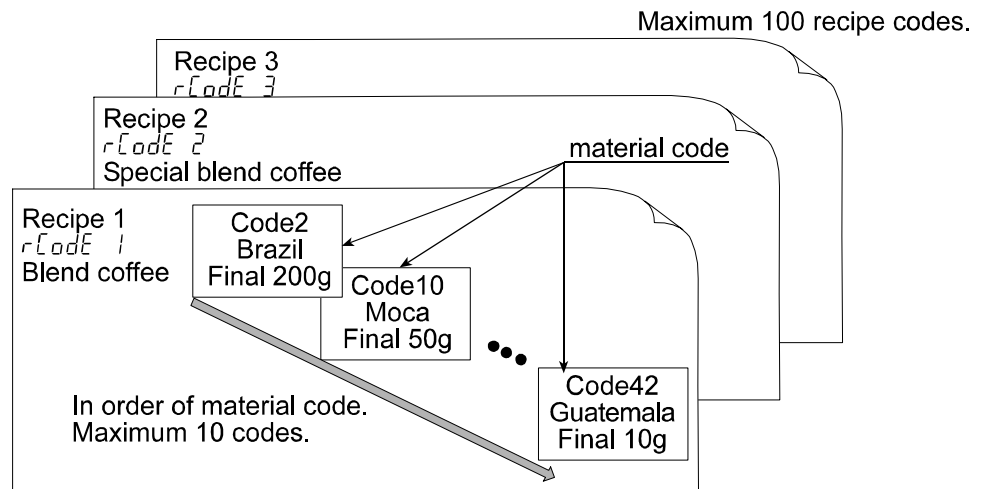 Maximum 100 recipe codes.
Recipe 3
rCodE 3
Recipe 2
rCodE 2
Special blend coffee
material code
Recipe 1
rCodE 1
Blend coffee
Code2
Brazil
Final 200g
Code10
Moca
Final 50g
Code42
Guatemala
Final 10g
In order of material code.
Maximum 10 codes.